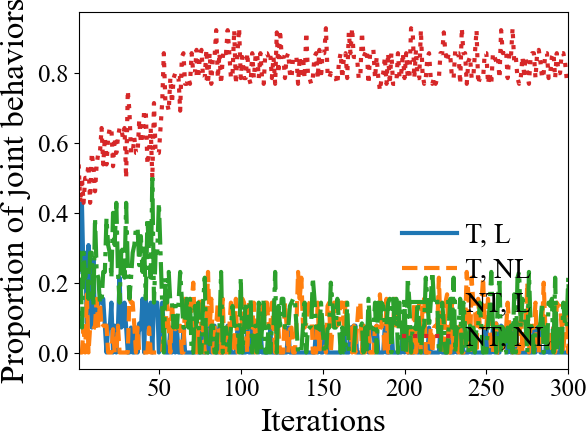 Proportion of joint behaviors
0.8
0.6
0.4
0.2
0.0
T, L
T, NL
NT, L
NT, NL
50 100 150 200 250 300
Iterations